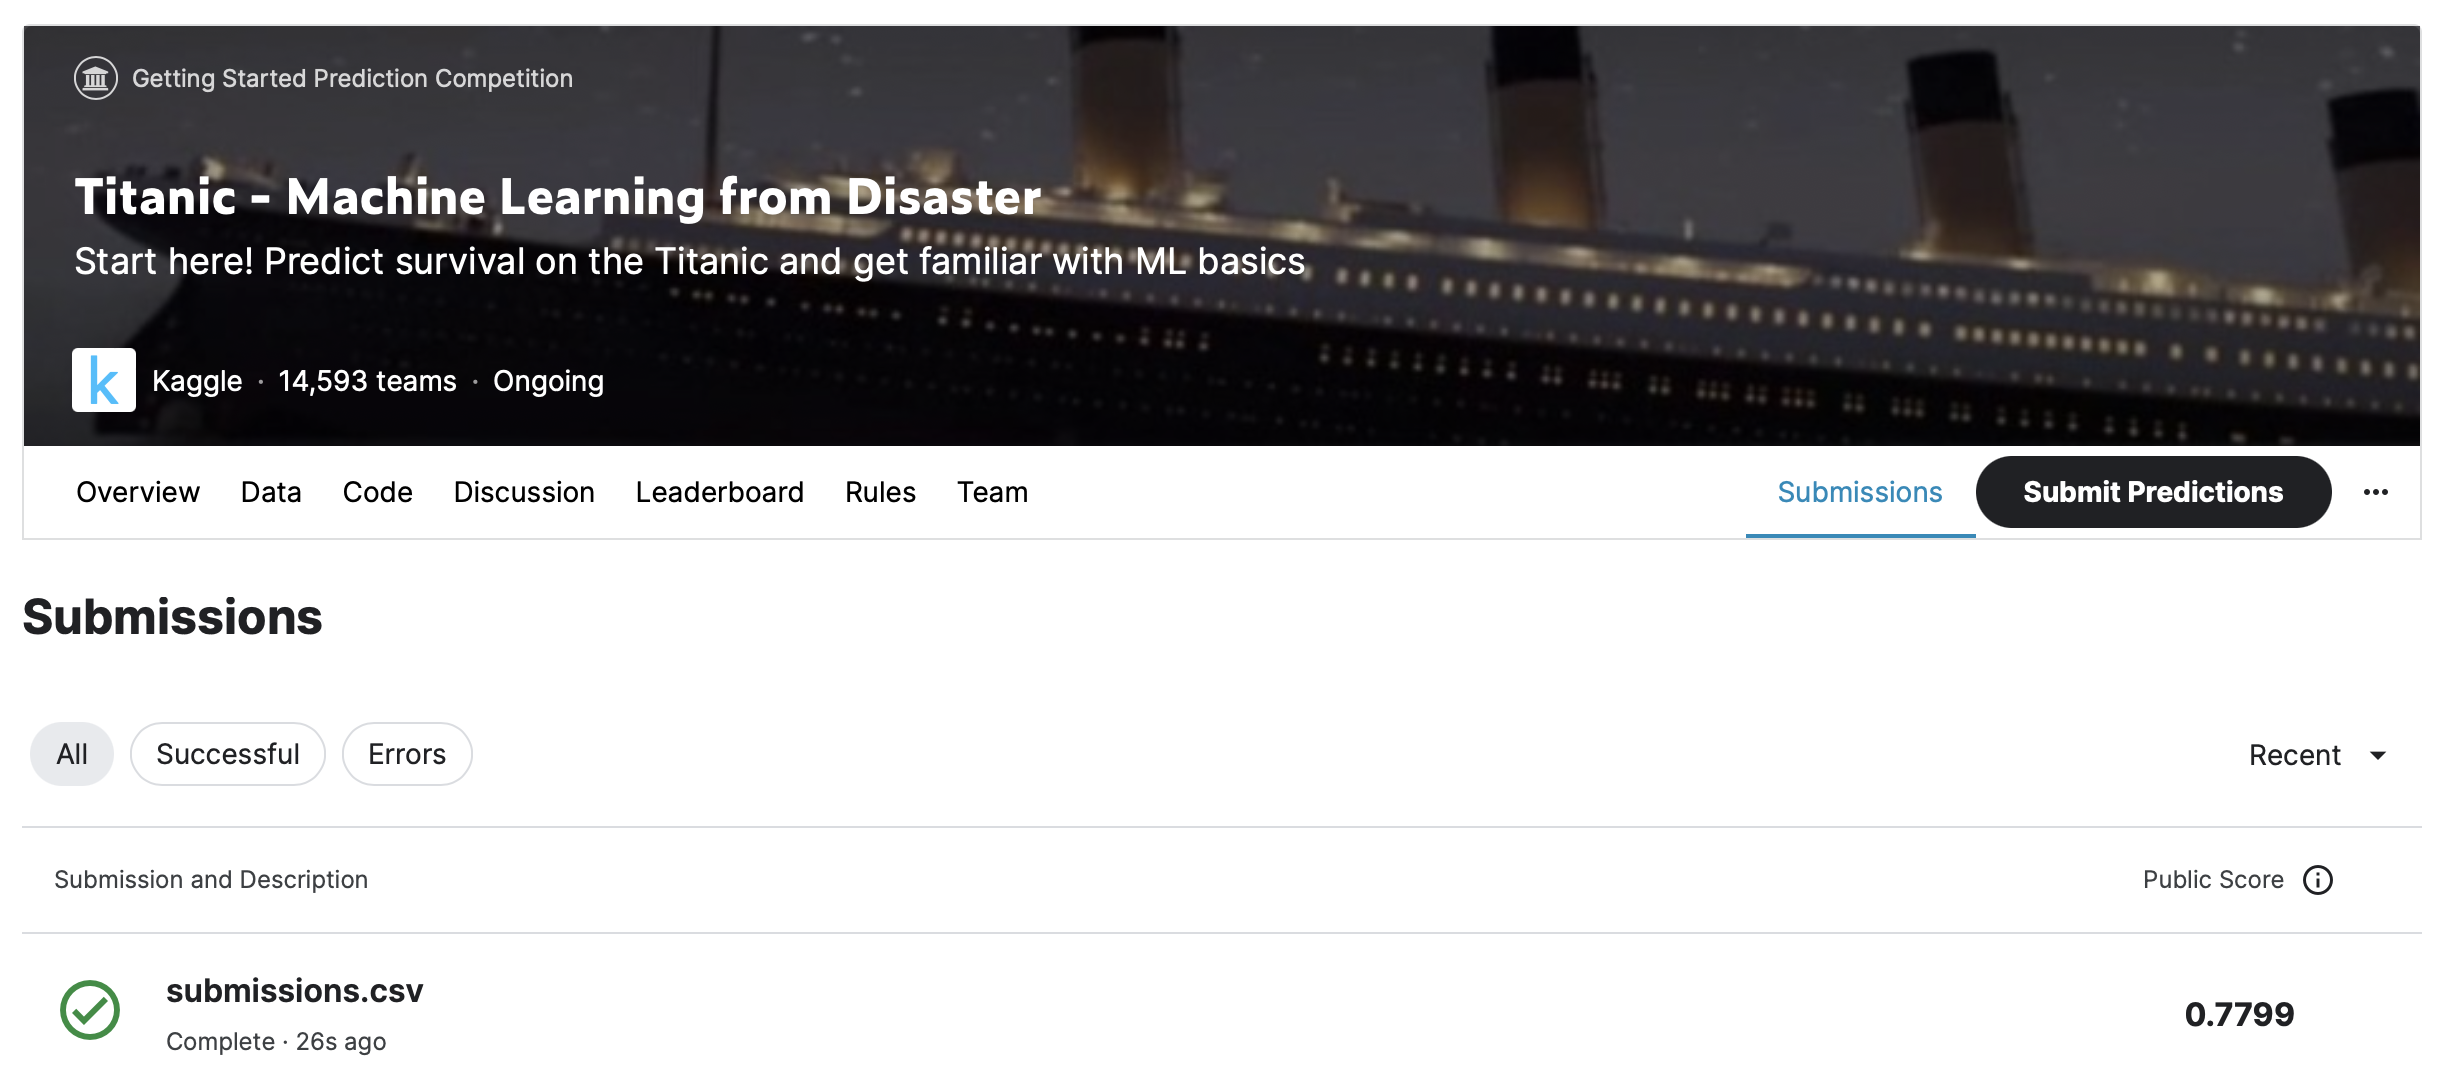 Getting Started Prediction Competition
Titanic - Machine Learning from Disaster
Start here! Predict survival on the Titanic and get familiar with ML basics
k
Kaggle · 14,593 teams · Ongoing
Overview Data Code Discussion Leaderboard Rules Team Submissions Submit Predictions
Submissions
All Successful Errors Recent
Submission and Description Public Score
submissions.csv
0.7799
Complete · 26s ago